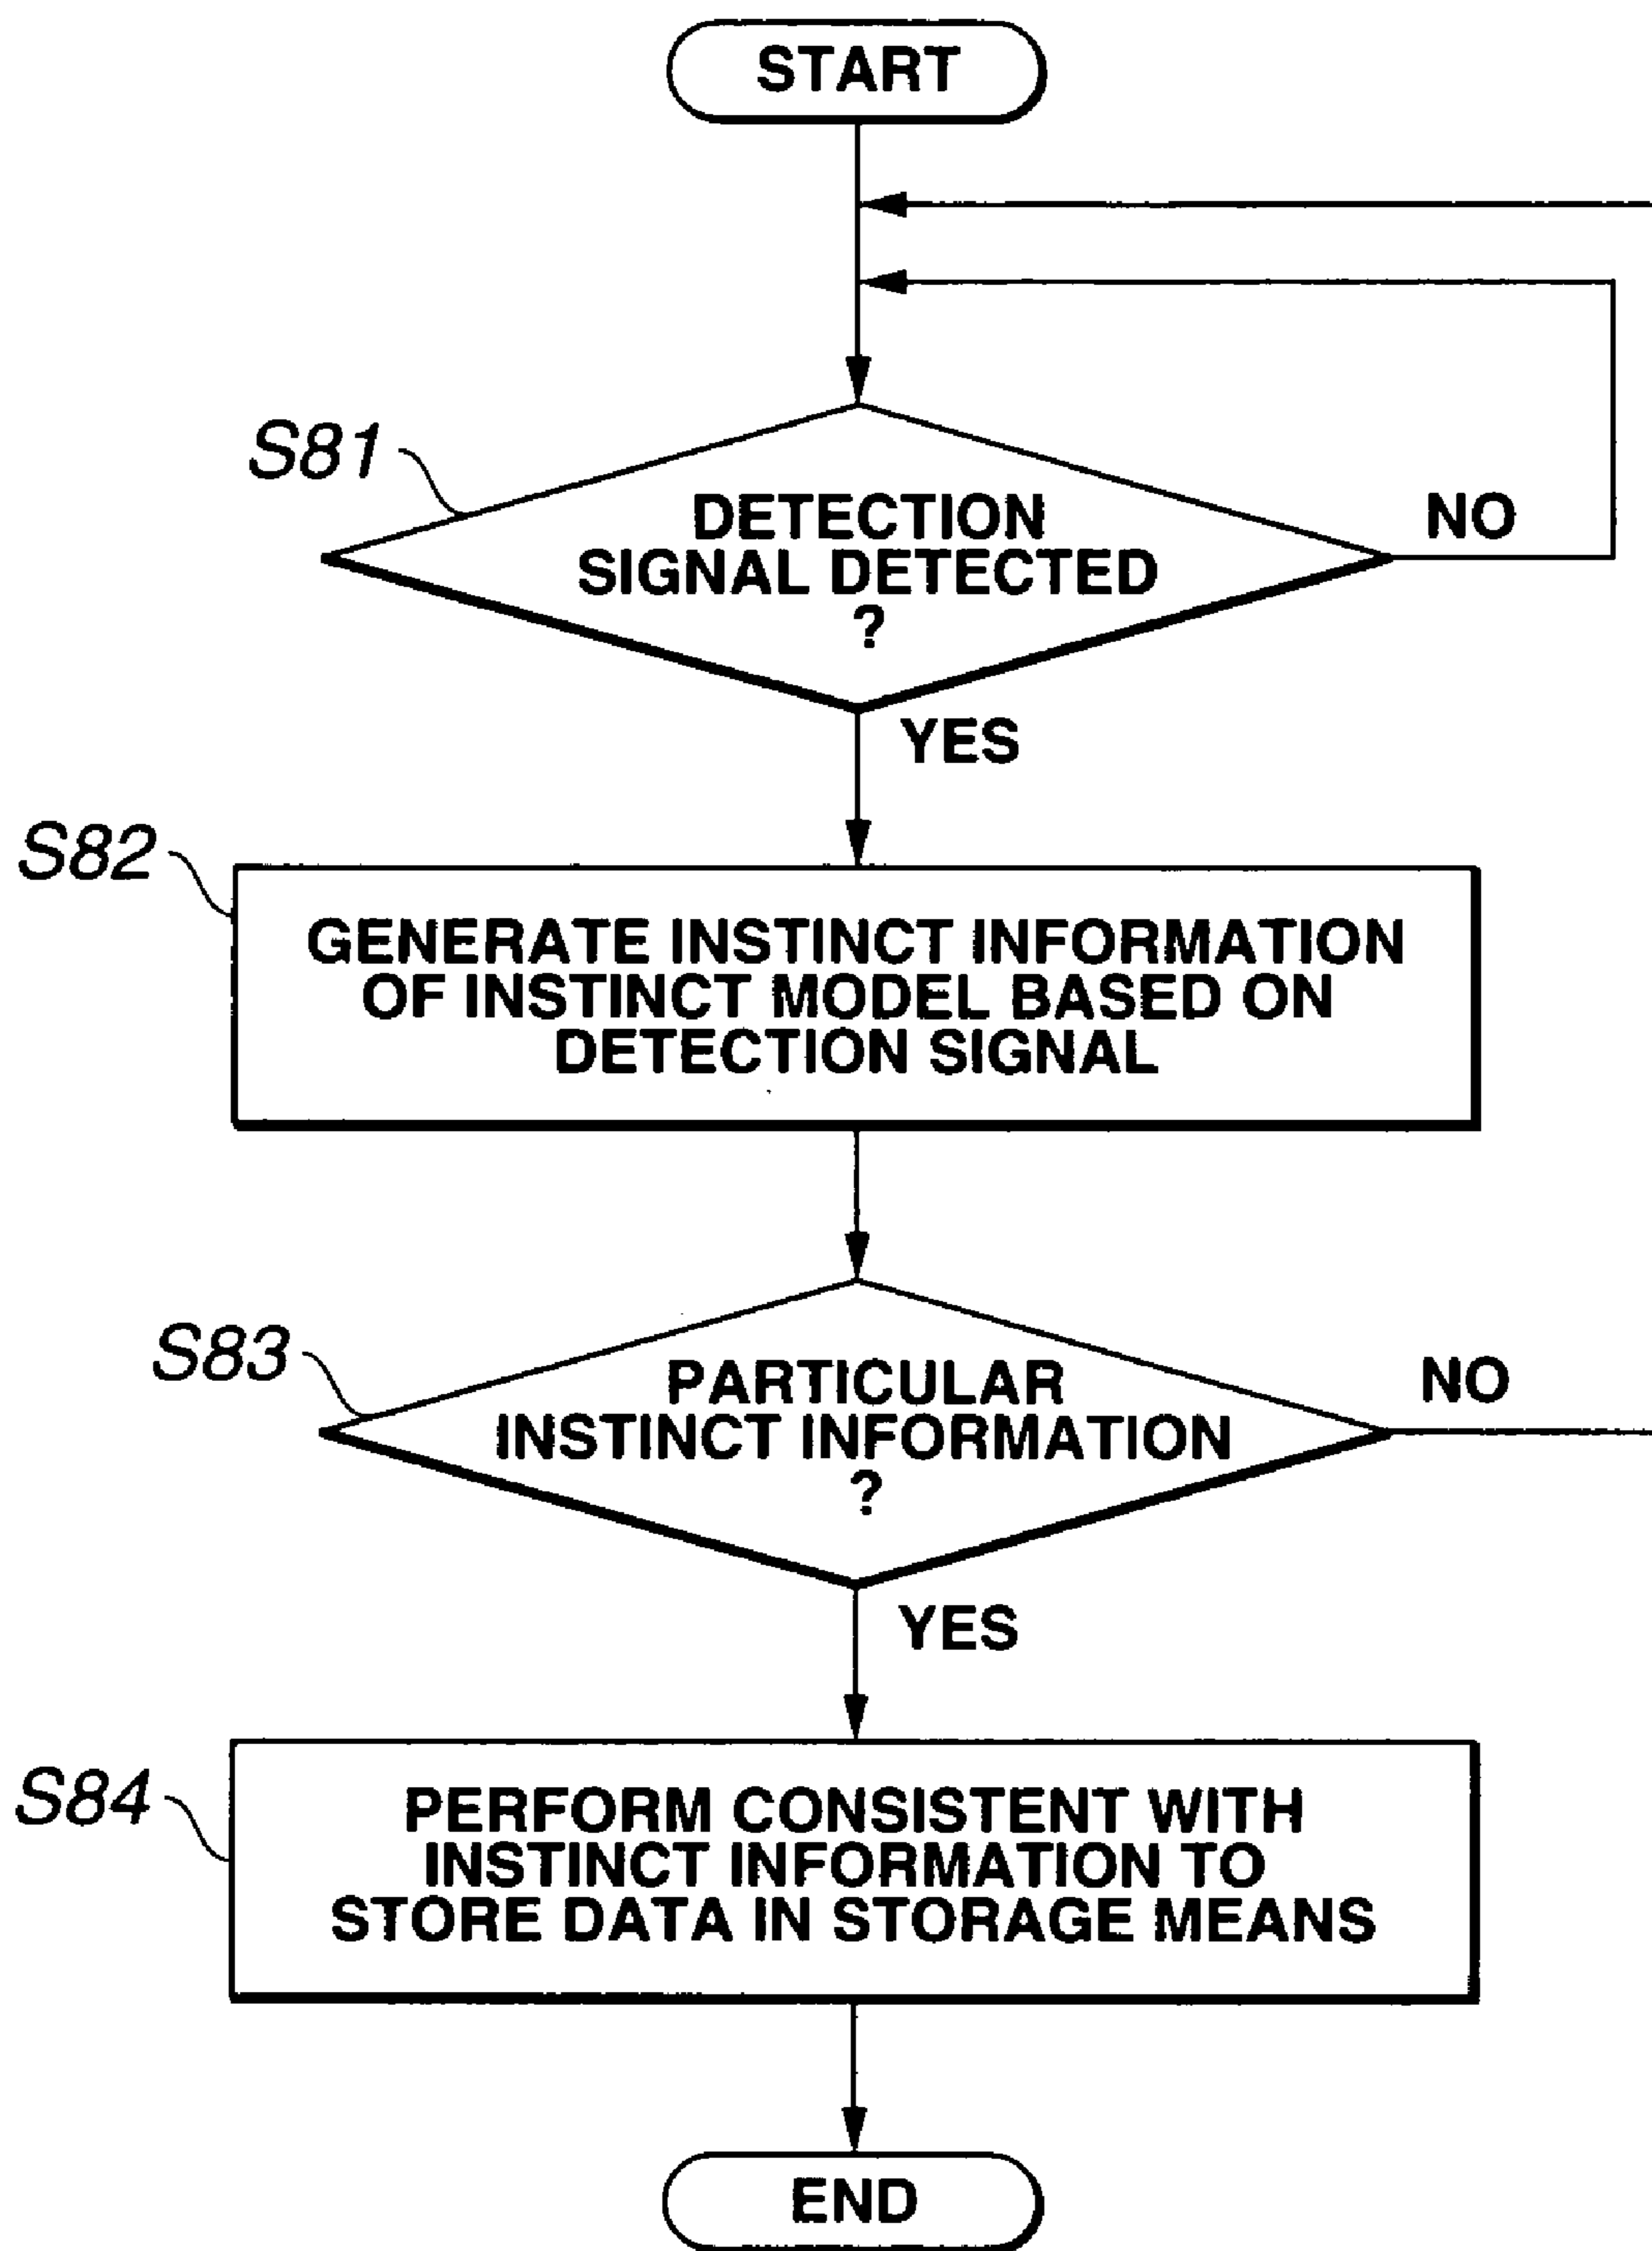 START
S81
DETECTION
SIGNAL DETECTED
?
NO
YES
S82
GENERATE INSTINCT INFORMATION
OF INSTINCT MODEL BASED ON
DETECTION SIGNAL
S83
PARTICULAR
INSTINCT INFORMATION
?
NO
YES
S84
PERFORM CONSISTENT WITH
INSTINCT INFORMATION TO
STORE DATA IN STORAGE MEANS
END